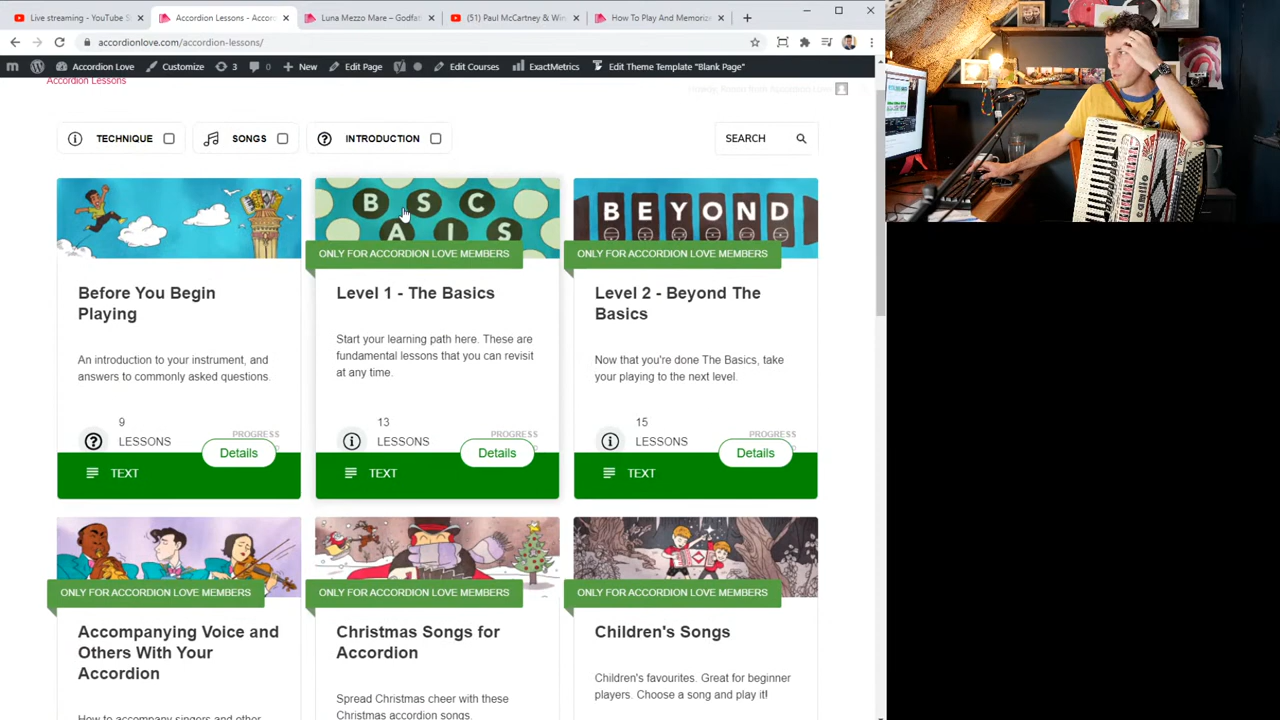 Live streaming - YouTube S
Accordion Lessons - Accor
Luna Mezzo Mare – Godfat
(51) Paul McCartney & Win
How To Play And Memorize
accordionlove.com/accordion-lessons/
Accordion Love
Customize
3
0
New
Edit Page
Edit Courses
ExactMetrics
Edit Theme Template "Blank Page"
Accordion Lessons
TECHNIQUE
SONGS
INTRODUCTION
SEARCH
B S C
A I S
BEYOND
ONLY FOR ACCORDION LOVE MEMBERS
ONLY FOR ACCORDION LOVE MEMBERS
Before You Begin
Playing
An introduction to your instrument, and
answers to commonly asked questions.
9
LESSONS
PROGRESS
Details
TEXT
Level 1 - The Basics
Start your learning path here. These are
fundamental lessons that you can revisit
at any time.
13
LESSONS
PROGRESS
Details
TEXT
Level 2 - Beyond The
Basics
Now that you're done The Basics, take
your playing to the next level.
15
LESSONS
PROGRESS
Details
TEXT
ONLY FOR ACCORDION LOVE MEMBERS
Accompanying Voice and
Others With Your
Accordion
How to accompany singers and other
ONLY FOR ACCORDION LOVE MEMBERS
Christmas Songs for
Accordion
Spread Christmas cheer with these
Christmas accordion songs.
ONLY FOR ACCORDION LOVE MEMBERS
Children's Songs
Children's favourites. Great for beginner
players. Choose a song and play it!